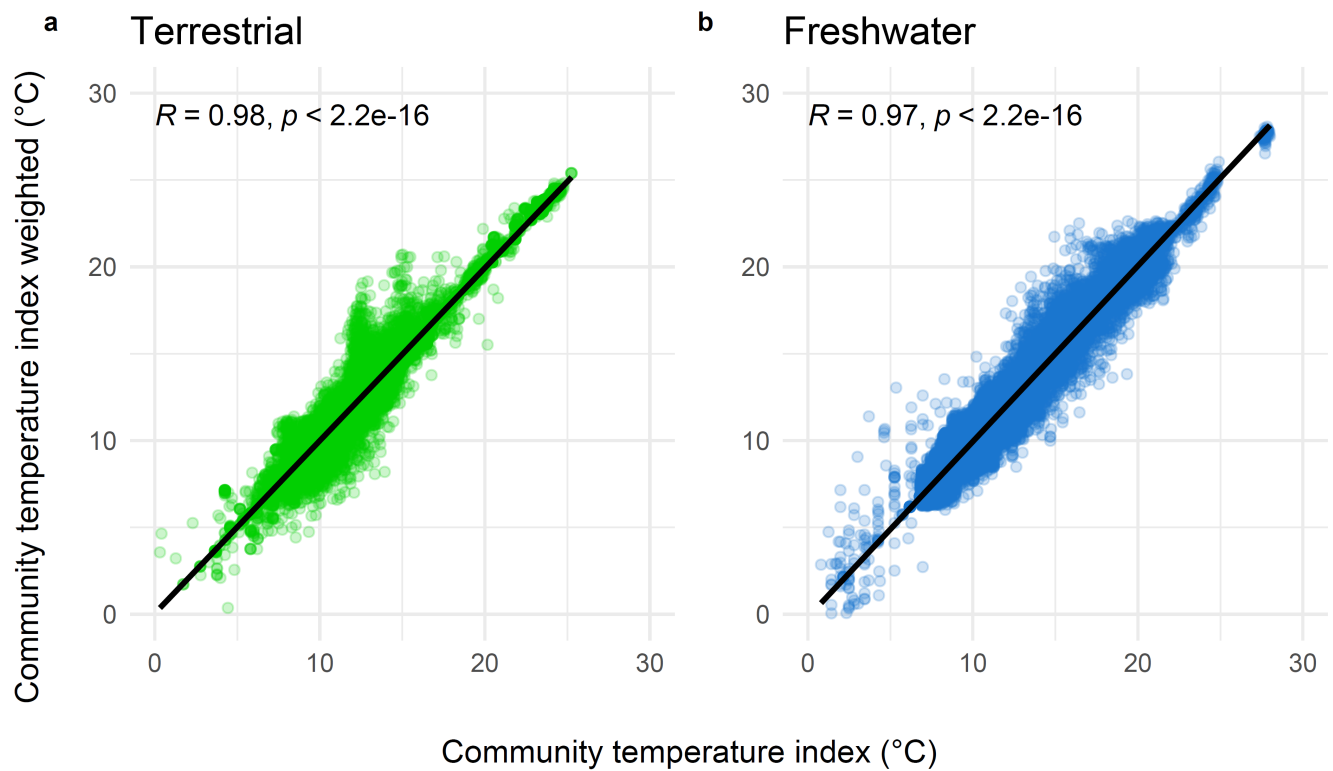 a Terrestrial
b Freshwater
Community temperature index weighted (°C)
30
20
10
0
R = 0.98, p < 2.2e-16
0 10 20 30
30
20
10
0
R = 0.97, p < 2.2e-16
0 10 20 30
Community temperature index (°C)